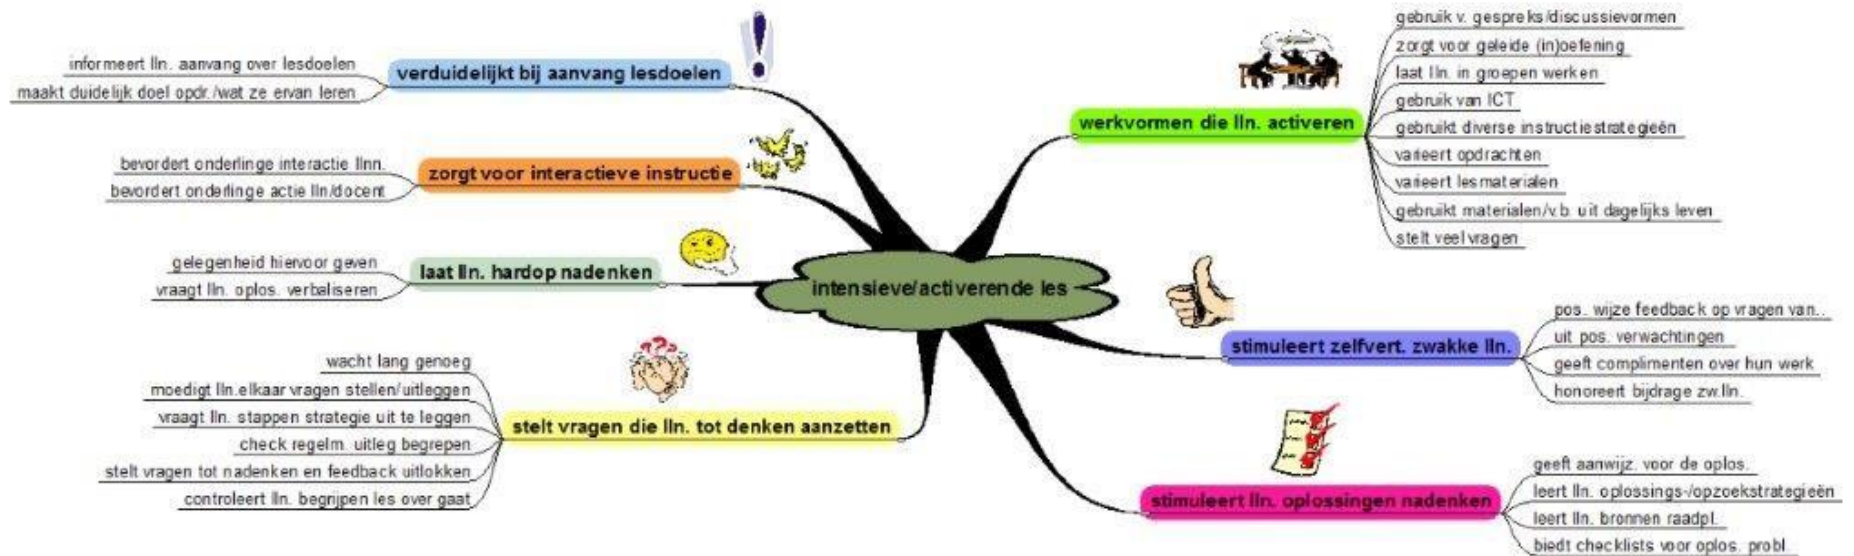 intensieve/activerende les
verduidelijkt bij aanvang lesdoelen
informeert lln. aanvang over lesdoelen
maakt duidelijk doel opdr./wat ze ervan leren
zorgt voor interactieve instructie
bevordert onderlinge interactie llnn.
bevordert onderlinge actie lln/docent
laat lln. hardop nadenken
gelegenheid hiervoor geven
vraagt lln. oplos. verbaliseren
stelt vragen die lln. tot denken aanzetten
wacht lang genoeg
moedigt lln.elkaar vragen stellen/uitleggen
vraagt lln. stappen strategie uit te leggen
check regelm. uitleg begrepen
stelt vragen tot nadenken en feedback uitlokken
controleert lln. begrijpen les over gaat
werkvormen die lln. activeren
gebruik v. gespreks/discussievormen
zorgt voor geleide (in)oefening
laat lln. in groepen werken
gebruik van ICT
gebruikt diverse instructiestrategieën
varieert opdrachten
varieert lesmaterialen
gebruikt materialen/v.b. uit dagelijks leven
stelt veel vragen
stimuleert zelfvert. zwakke lln.
pos. wijze feedback op vragen van..
uit pos. verwachtingen
geeft complimenten over hun werk
honoreert bijdrage zw.lln.
stimuleert lln. oplossingen nadenken
geeft aanwijz. voor de oplos.
leert lln. oplossings-/opzoekstrategieën
leert lln. bronnen raadpl.
biedt checklists voor oplos. probl.